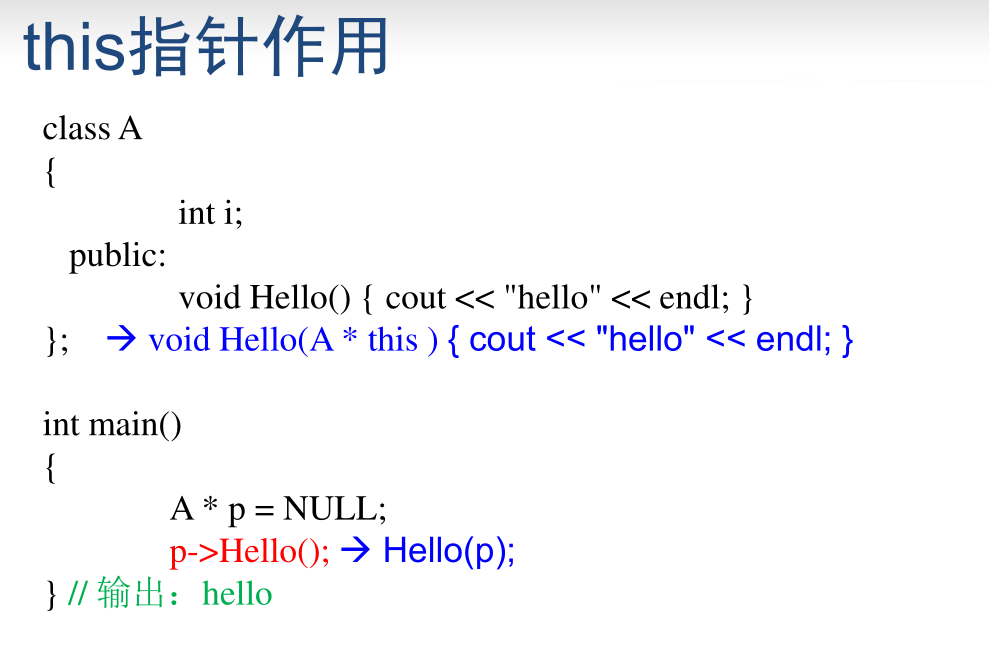 this指针作用
class A
{
int i;
public:
void Hello() { cout << "hello" << endl; }
}; → void Hello(A * this ) { cout << "hello" << endl; }
int main()
{
A * p = NULL;
p->Hello(); → Hello(p);
} // 输出：hello